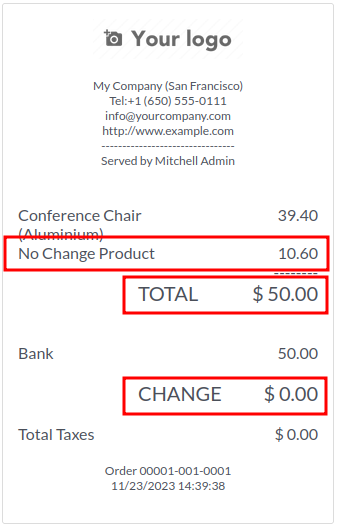 Your logo
My Company (San Francisco)
Tel:+1 (650) 555-0111
info@yourcompany.com
http://www.example.com
--------------------------------
Served by Mitchell Admin
Conference Chair 39.40
(Aluminium)
No Change Product 10.60
--------
TOTAL $ 50.00
Bank 50.00
CHANGE $ 0.00
Total Taxes $ 0.00
Order 00001-001-0001
11/23/2023 14:39:38